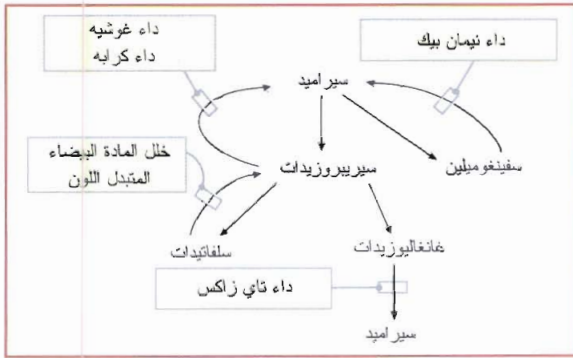 داء غوشيه
داء كرابه
داء نيمان بيك
سيراميد
خلل المادة البيضاء
المتبدل اللون
سفينغوميلين
سيريبروزيدات
سلفاتيدات
غانغاليوزيدات
داء تاي زاكس
سيراميد